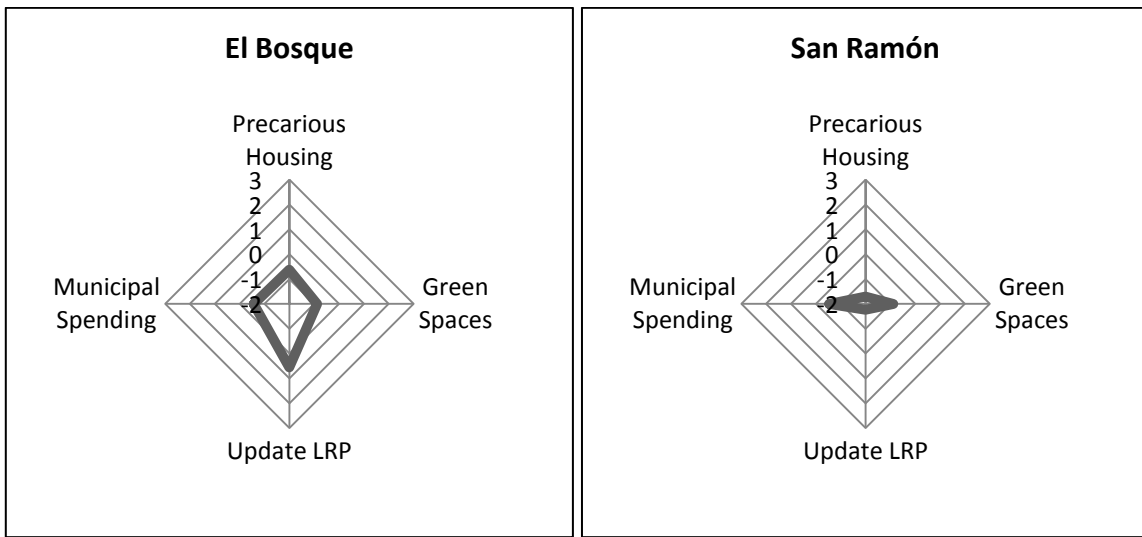 El Bosque
Precarious
Housing
3
2
1
0
-1
-2
Municipal
Spending
Green
Spaces
Update LRP
San Ramón
Precarious
Housing
3
2
1
0
-1
-2
Municipal
Spending
Green
Spaces
Update LRP